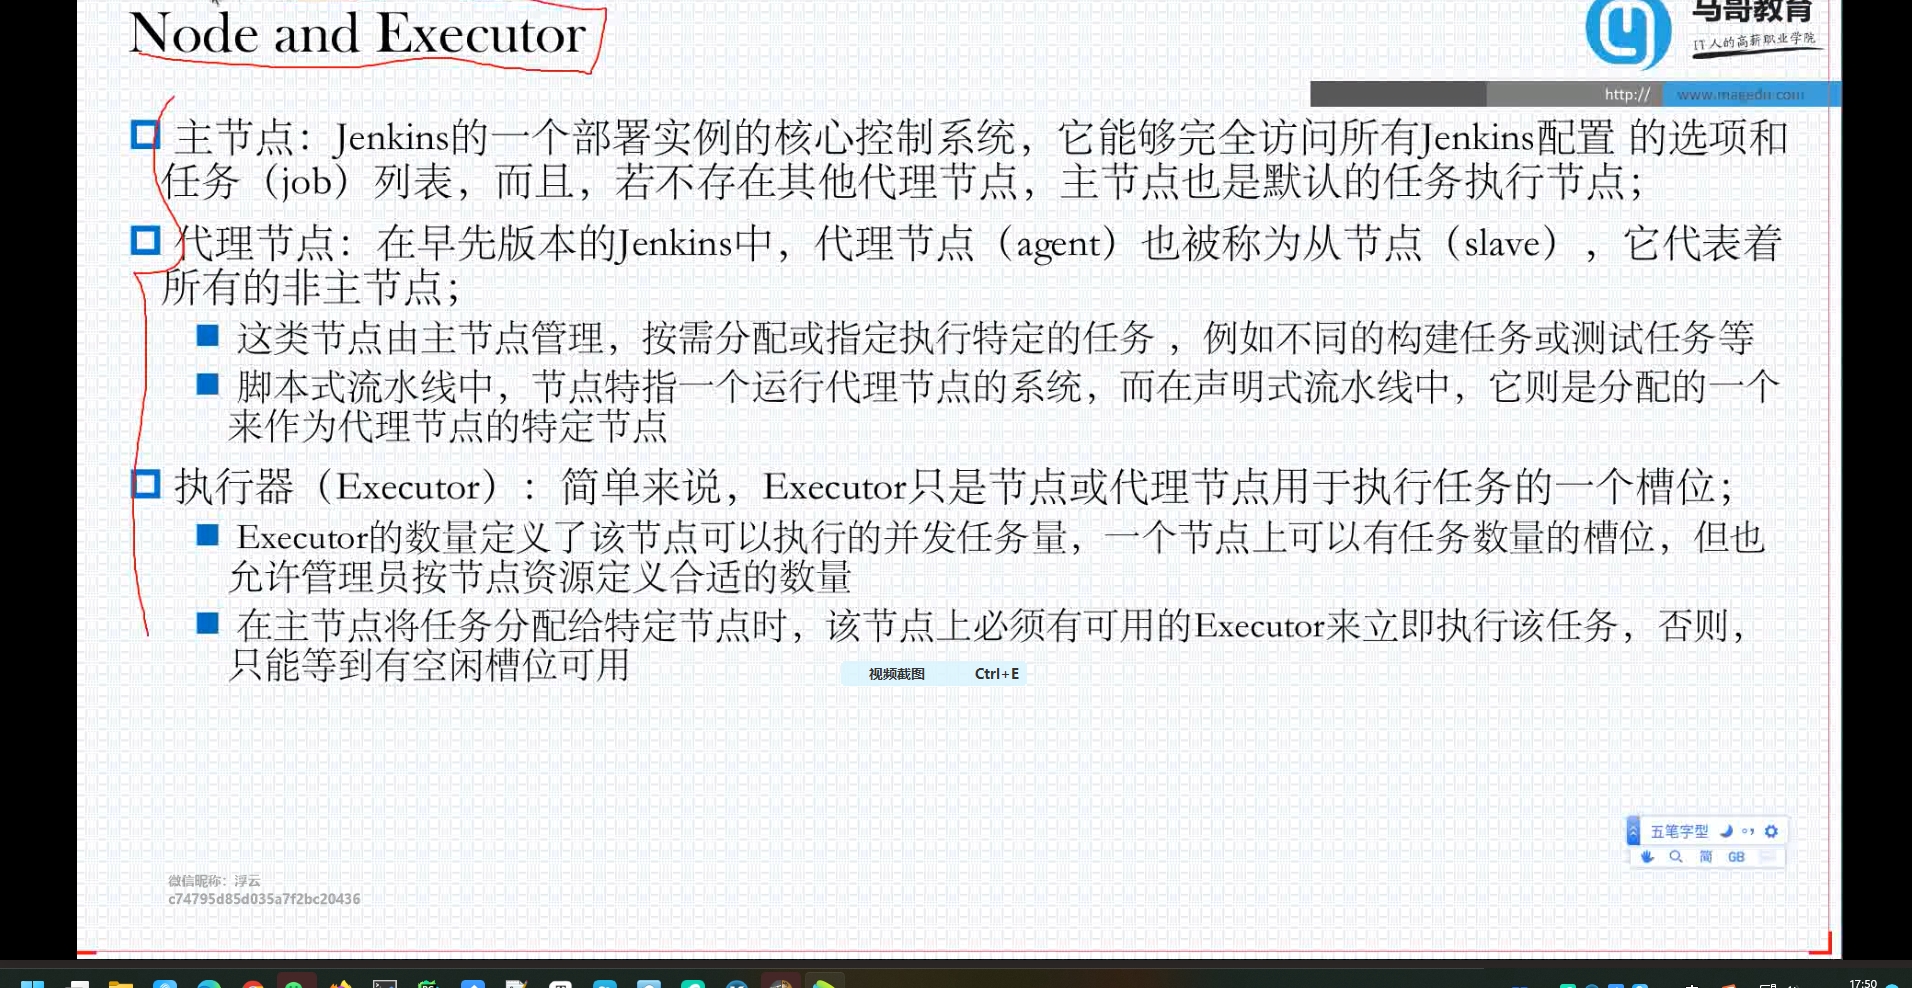 Node and Executor
马哥教育
IT人的高薪职业学院
http:// www.magedu.com
主节点：Jenkins的一个部署实例的核心控制系统，它能够完全访问所有Jenkins配置 的选项和
任务（job）列表，而且，若不存在其他代理节点，主节点也是默认的任务执行节点；
代理节点：在早先版本的Jenkins中，代理节点（agent）也被称为从节点（slave），它代表着
所有的非主节点；
这类节点由主节点管理，按需分配或指定执行特定的任务 ，例如不同的构建任务或测试任务等
脚本式流水线中，节点特指一个运行代理节点的系统，而在声明式流水线中，它则是分配的一个
来作为代理节点的特定节点
执行器（Executor）：简单来说，Executor只是节点或代理节点用于执行任务的一个槽位；
Executor的数量定义了该节点可以执行的并发任务量，一个节点上可以有任务数量的槽位，但也
允许管理员按节点资源定义合适的数量
在主节点将任务分配给特定节点时，该节点上必须有可用的Executor来立即执行该任务，否则，
只能等到有空闲槽位可用
视频截图 Ctrl+E
五笔字型
简 GB
微信昵称：浮云
c74795d85d035a7f2bc20436
17:50